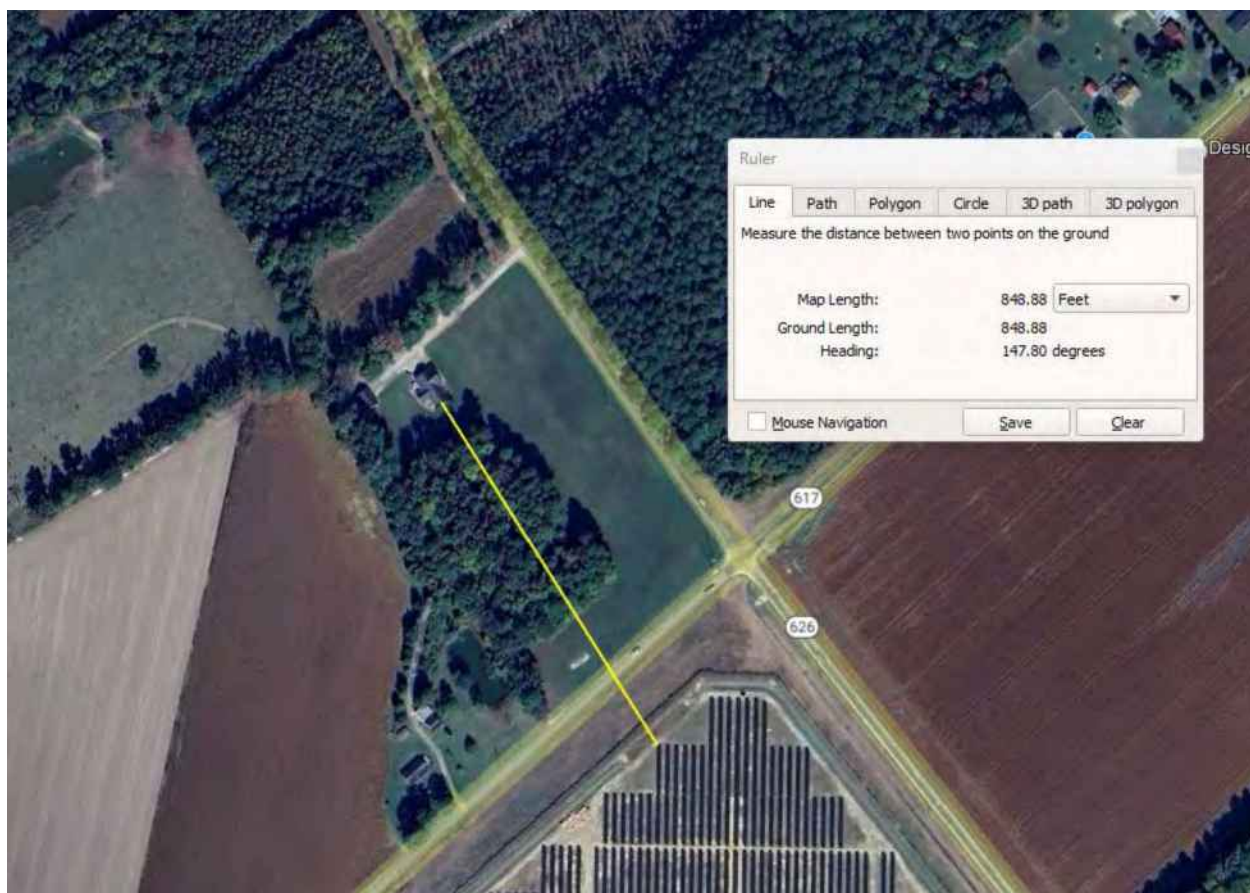 Desig
Ruler
Line Path Polygon Circle 3D path 3D polygon
Measure the distance between two points on the ground
Map Length: 848.88 Feet
Ground Length: 848.88
Heading: 147.80 degrees
Mouse Navigation Save Clear
617
626